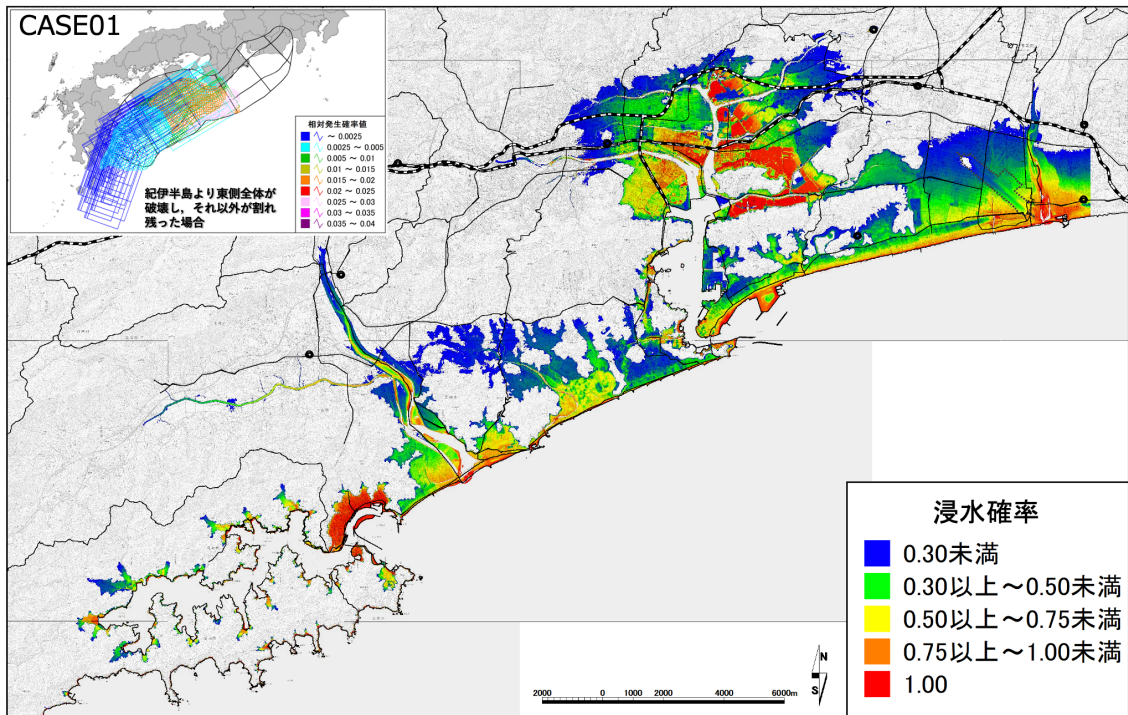 CASE01
相対発生確率値
～ 0.0025
0.0025 ～ 0.005
0.005 ～ 0.01
0.01 ～ 0.015
0.015 ～ 0.02
0.02 ～ 0.025
0.025 ～ 0.03
0.03 ～ 0.035
0.035 ～ 0.04
紀伊半島より東側全体が
破壊し，それ以外が割れ
残った場合
浸水確率
0.30未満
0.30以上～0.50未満
0.50以上～0.75未満
0.75以上～1.00未満
1.00
N
S
2000 0 2000 4000 6000m